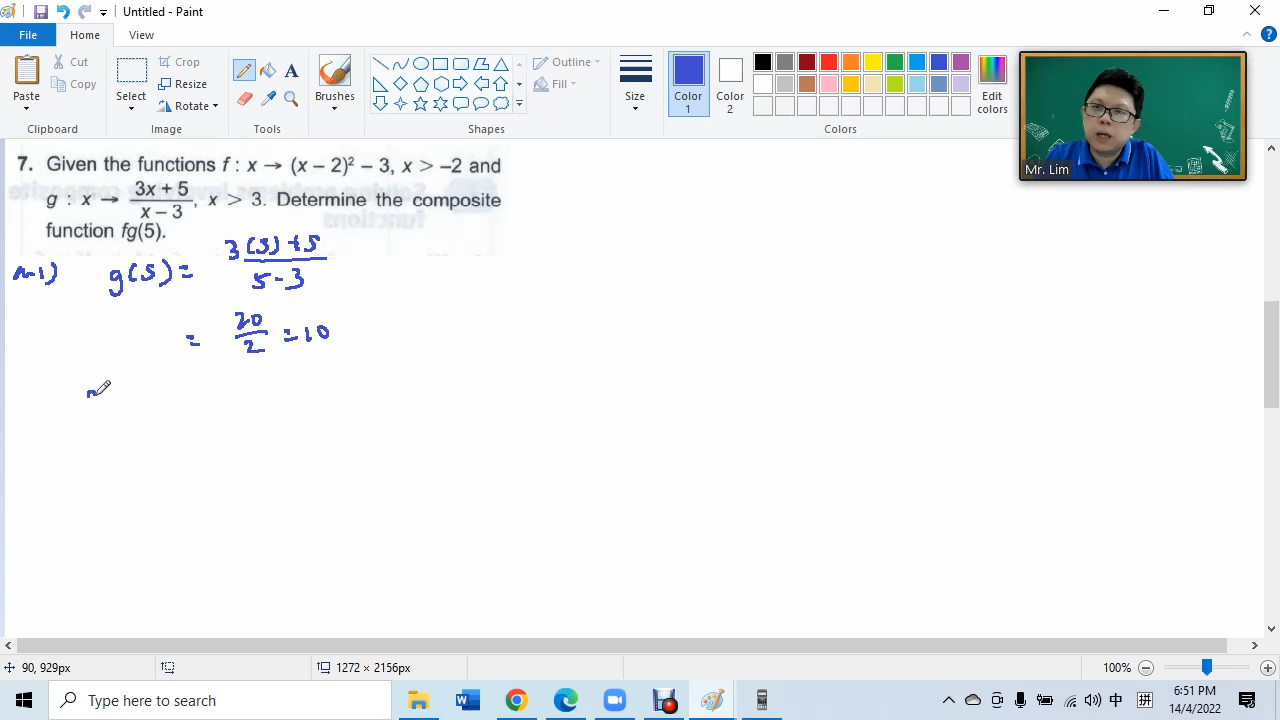 Untitled - Paint
File Home View
Paste Cut Copy Clipboard
Select Crop Resize Rotate Image
Tools
Brushes
Outline Fill Shapes
Size
Color 1 Color 2 Edit colors Colors
Mr. Lim
7. Given the functions f : x → (x − 2)² − 3, x > −2 and
g : x → (3x + 5)/(x − 3), x > 3. Determine the composite
function fg(5).
m1) g(5) = (3(5)+5)/(5-3)
= 20/2 = 10
90, 929px 1272 × 2156px 100%
Type here to search
中 拼 6:51 PM
14/4/2022